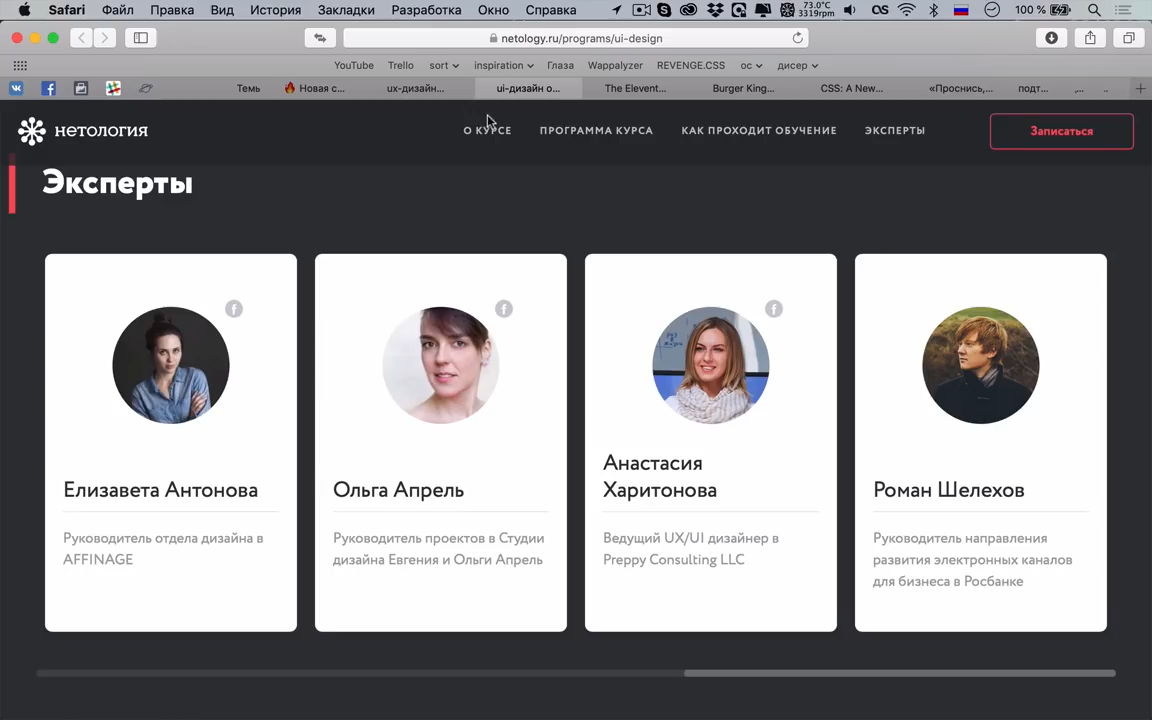 Safari Файл Правка Вид История Закладки Разработка Окно Справка 73.0°C 3319rpm 100 %
netology.ru/programs/ui-design
YouTube Trello sort inspiration Глаза Wappalyzer REVENGE.CSS ос дисер
Темь 🔥 Новая с... ux-дизайн... ui-дизайн о... The Elevent... Burger King... CSS: A New... «Проснись,... подт... ,... ..
нетология О КУРСЕ ПРОГРАММА КУРСА КАК ПРОХОДИТ ОБУЧЕНИЕ ЭКСПЕРТЫ Записаться
Эксперты
Елизавета Антонова
Руководитель отдела дизайна в
AFFINAGE
Ольга Апрель
Руководитель проектов в Студии
дизайна Евгения и Ольги Апрель
Анастасия
Харитонова
Ведущий UX/UI дизайнер в
Preppy Consulting LLC
Роман Шелехов
Руководитель направления
развития электронных каналов
для бизнеса в Росбанке